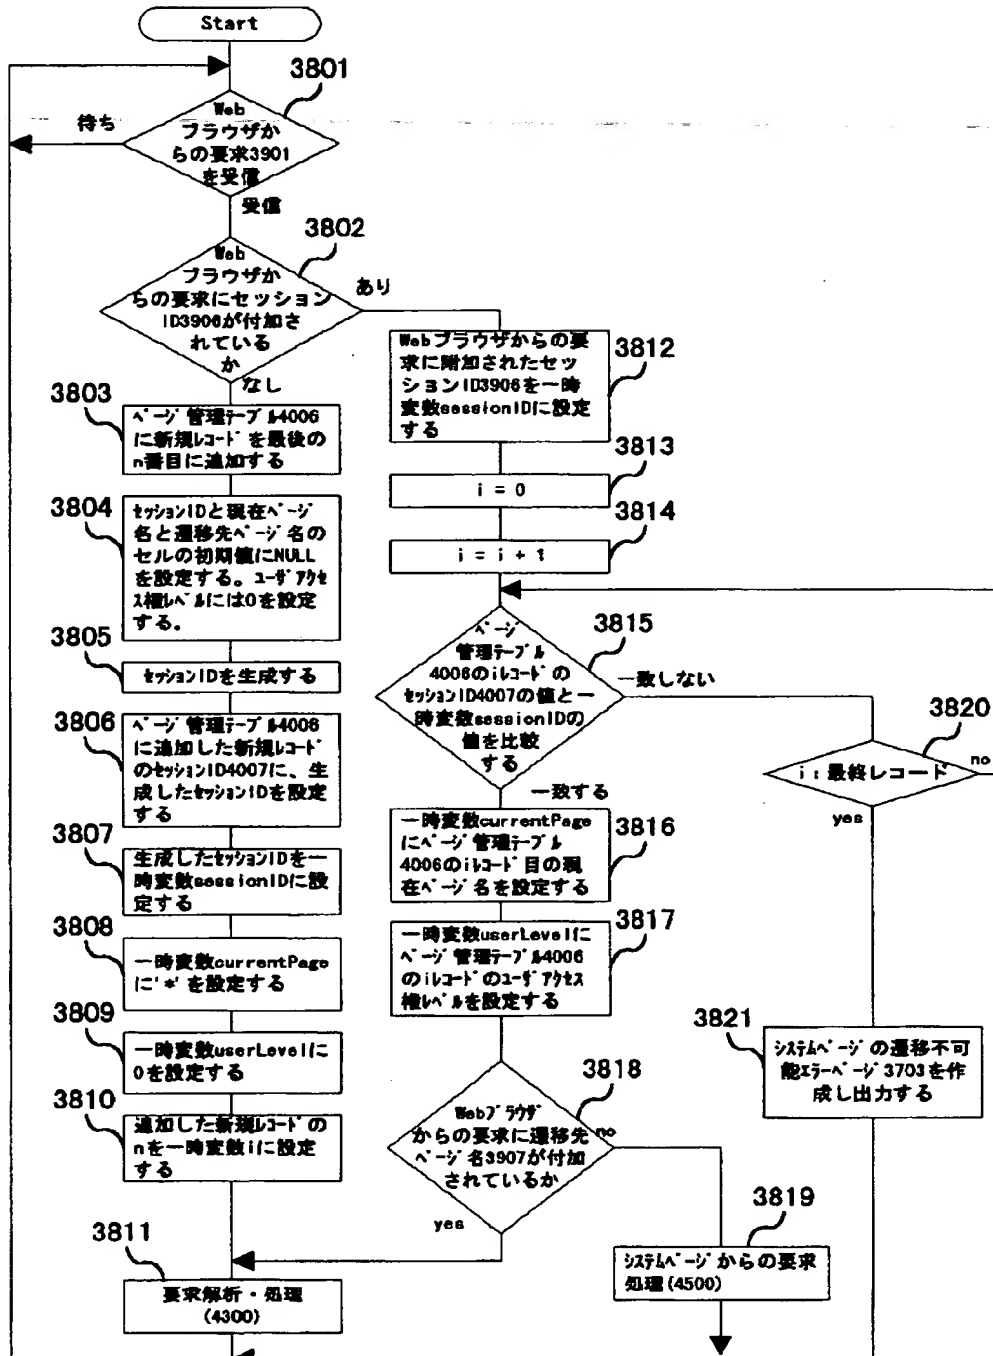 Start
3801
Web
ブラウザか
らの要求3901
を受信
待ち
受信
3802
Web
ブラウザか
らの要求にセッション
ID3906が付加さ
れている
か
あり
なし
3803
ページ管理テーブル4006
に新規レコードを最後の
n番目に追加する
3804
セッションIDと現在ページ
名と遷移先ページ名の
セルの初期値にNULL
を設定する。ユーザアクセ
ス権レベルには0を設定
する。
3805
セッションIDを生成する
3806
ページ管理テーブル4006
に追加した新規レコード
のセッションID4007に、生
成したセッションIDを設定
する
3807
生成したセッションIDを一
時変数sessionIDに設
定する
3808
一時変数currentPage
に'*'を設定する
3809
一時変数userLevelに
0を設定する
3810
追加した新規レコードの
nを一時変数iに設定
する
3811
要求解析・処理
(4300)
3812
Webブラウザからの要
求に附加されたセッ
ションID3906を一時
変数sessionIDに設定
する
3813
i = 0
3814
i = i + 1
3815
ページ
管理テーブル
4006のiレコードの
セッションID4007の値と一
時変数sessionIDの
値を比較
する
一致しない
一致する
3816
一時変数currentPage
にページ管理テーブル
4006のiレコード目の現
在ページ名を設定する
3817
一時変数userLevelに
ページ管理テーブル4006
のiレコードのユーザアクセス
権レベルを設定する
3818
Webブラウザ
からの要求に遷移先
ページ名3907が付加
されているか
no
yes
3819
システムページからの要求
処理(4500)
3820
i：最終レコード
no
yes
3821
システムページの遷移不可
能エラーページ3703を作
成し出力する